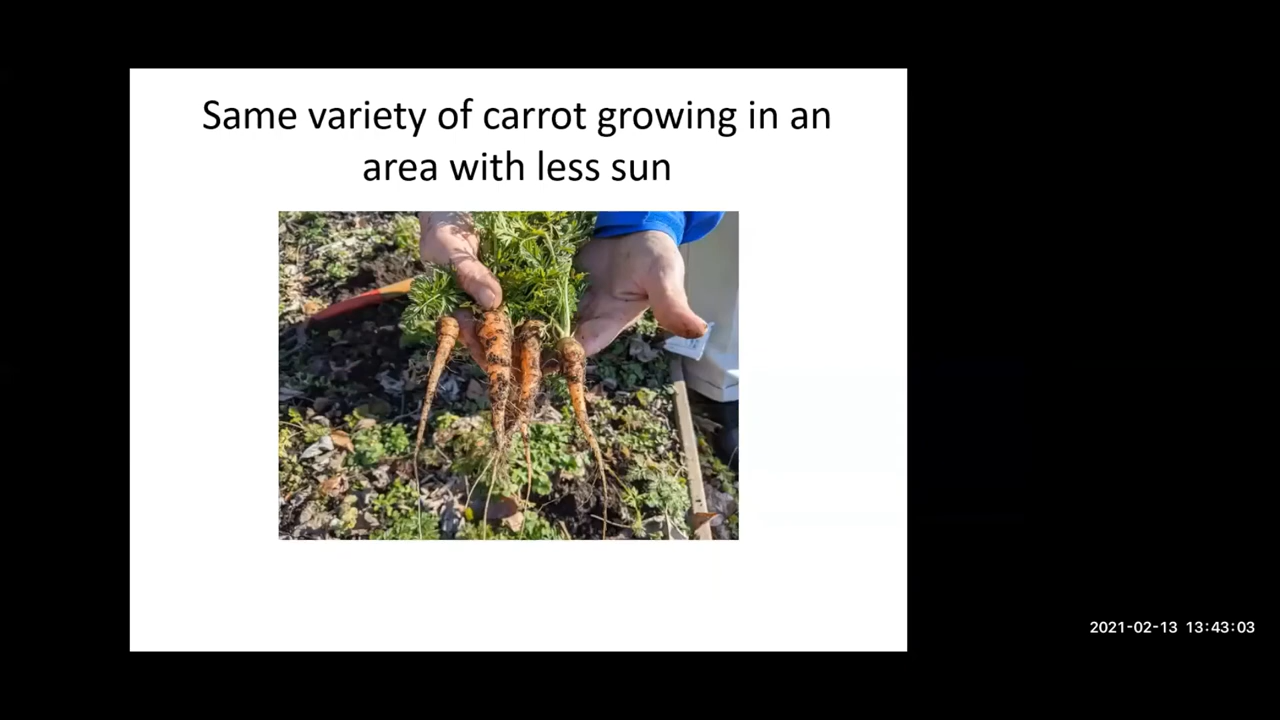 Same variety of carrot growing in an
area with less sun
2021-02-13 13:43:03